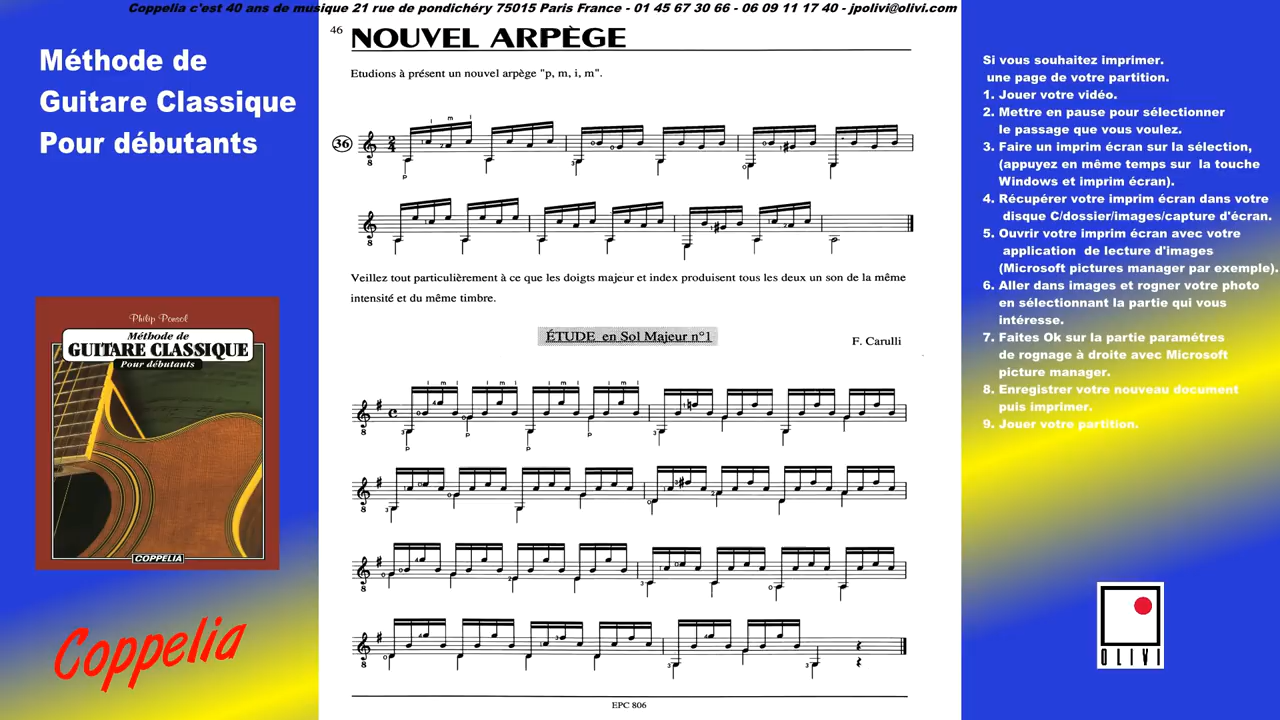 Coppelia c'est 40 ans de musique 21 rue de pondichéry 75015 Paris France - 01 45 67 30 66 - 06 09 11 17 40 - jpolivi@olivi.com
Méthode de
Guitare Classique
Pour débutants
Philip Ponsol
Méthode de
GUITARE CLASSIQUE
Pour débutants
COPPELIA
Coppelia
46
NOUVEL ARPÈGE
Etudions à présent un nouvel arpège "p, m, i, m".
36
i m i
p
Veillez tout particulièrement à ce que les doigts majeur et index produisent tous les deux un son de la même
intensité et du même timbre.
ÉTUDE en Sol Majeur n°1
F. Carulli
i m i i m i i m i i m i
p p p p
EPC 806
Si vous souhaitez imprimer.
une page de votre partition.
1. Jouer votre vidéo.
2. Mettre en pause pour sélectionner
le passage que vous voulez.
3. Faire un imprim écran sur la sélection,
(appuyez en même temps sur la touche
Windows et imprim écran).
4. Récupérer votre imprim écran dans votre
disque C/dossier/images/capture d'écran.
5. Ouvrir votre imprim écran avec votre
application de lecture d'images
(Microsoft pictures manager par exemple).
6. Aller dans images et rogner votre photo
en sélectionnant la partie qui vous
intéresse.
7. Faites Ok sur la partie paramétres
de rognage à droite avec Microsoft
picture manager.
8. Enregistrer votre nouveau document
puis imprimer.
9. Jouer votre partition.
OLIVI